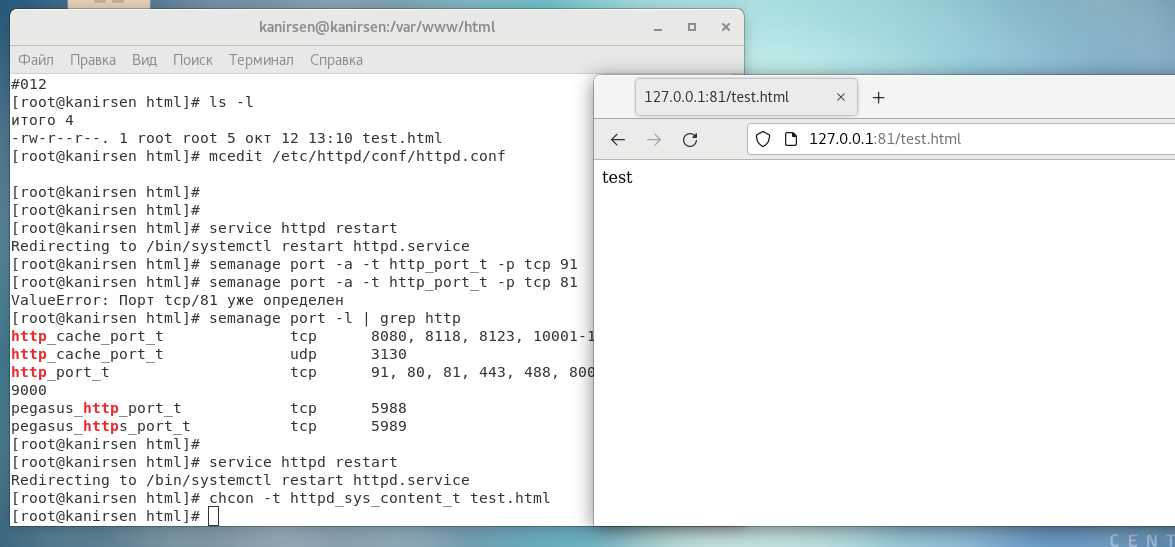 kanirsen@kanirsen:/var/www/html
Файл Правка Вид Поиск Терминал Справка
#012
[root@kanirsen html]# ls -l
итого 4
-rw-r--r--. 1 root root 5 окт 12 13:10 test.html
[root@kanirsen html]# mcedit /etc/httpd/conf/httpd.conf
[root@kanirsen html]#
[root@kanirsen html]#
[root@kanirsen html]# service httpd restart
Redirecting to /bin/systemctl restart httpd.service
[root@kanirsen html]# semanage port -a -t http_port_t -p tcp 91
[root@kanirsen html]# semanage port -a -t http_port_t -p tcp 81
ValueError: Порт tcp/81 уже определен
[root@kanirsen html]# semanage port -l | grep http
http_cache_port_t tcp 8080, 8118, 8123, 10001-1
http_cache_port_t udp 3130
http_port_t tcp 91, 80, 81, 443, 488, 800
9000
pegasus_http_port_t tcp 5988
pegasus_https_port_t tcp 5989
[root@kanirsen html]#
[root@kanirsen html]# service httpd restart
Redirecting to /bin/systemctl restart httpd.service
[root@kanirsen html]# chcon -t httpd_sys_content_t test.html
[root@kanirsen html]#
127.0.0.1:81/test.html
127.0.0.1:81/test.html
test
CENT